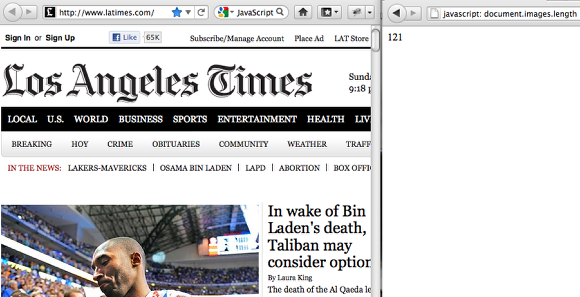 http://www.latimes.com/
JavaScript
javascript: document.images.length
Sign In or Sign Up
Like 65K
Subscribe/Manage Account Place Ad LAT Store
121
Los Angeles Times
Sunda
9:18 p
LOCAL U.S. WORLD BUSINESS SPORTS ENTERTAINMENT HEALTH LIV
BREAKING HOY CRIME OBITUARIES COMMUNITY WEATHER TRAFF
IN THE NEWS: LAKERS-MAVERICKS | OSAMA BIN LADEN | LAPD | ABORTION | BOX OFFI
In wake of Bin
Laden's death,
Taliban may
consider option
By Laura King
The death of the Al Qaeda le